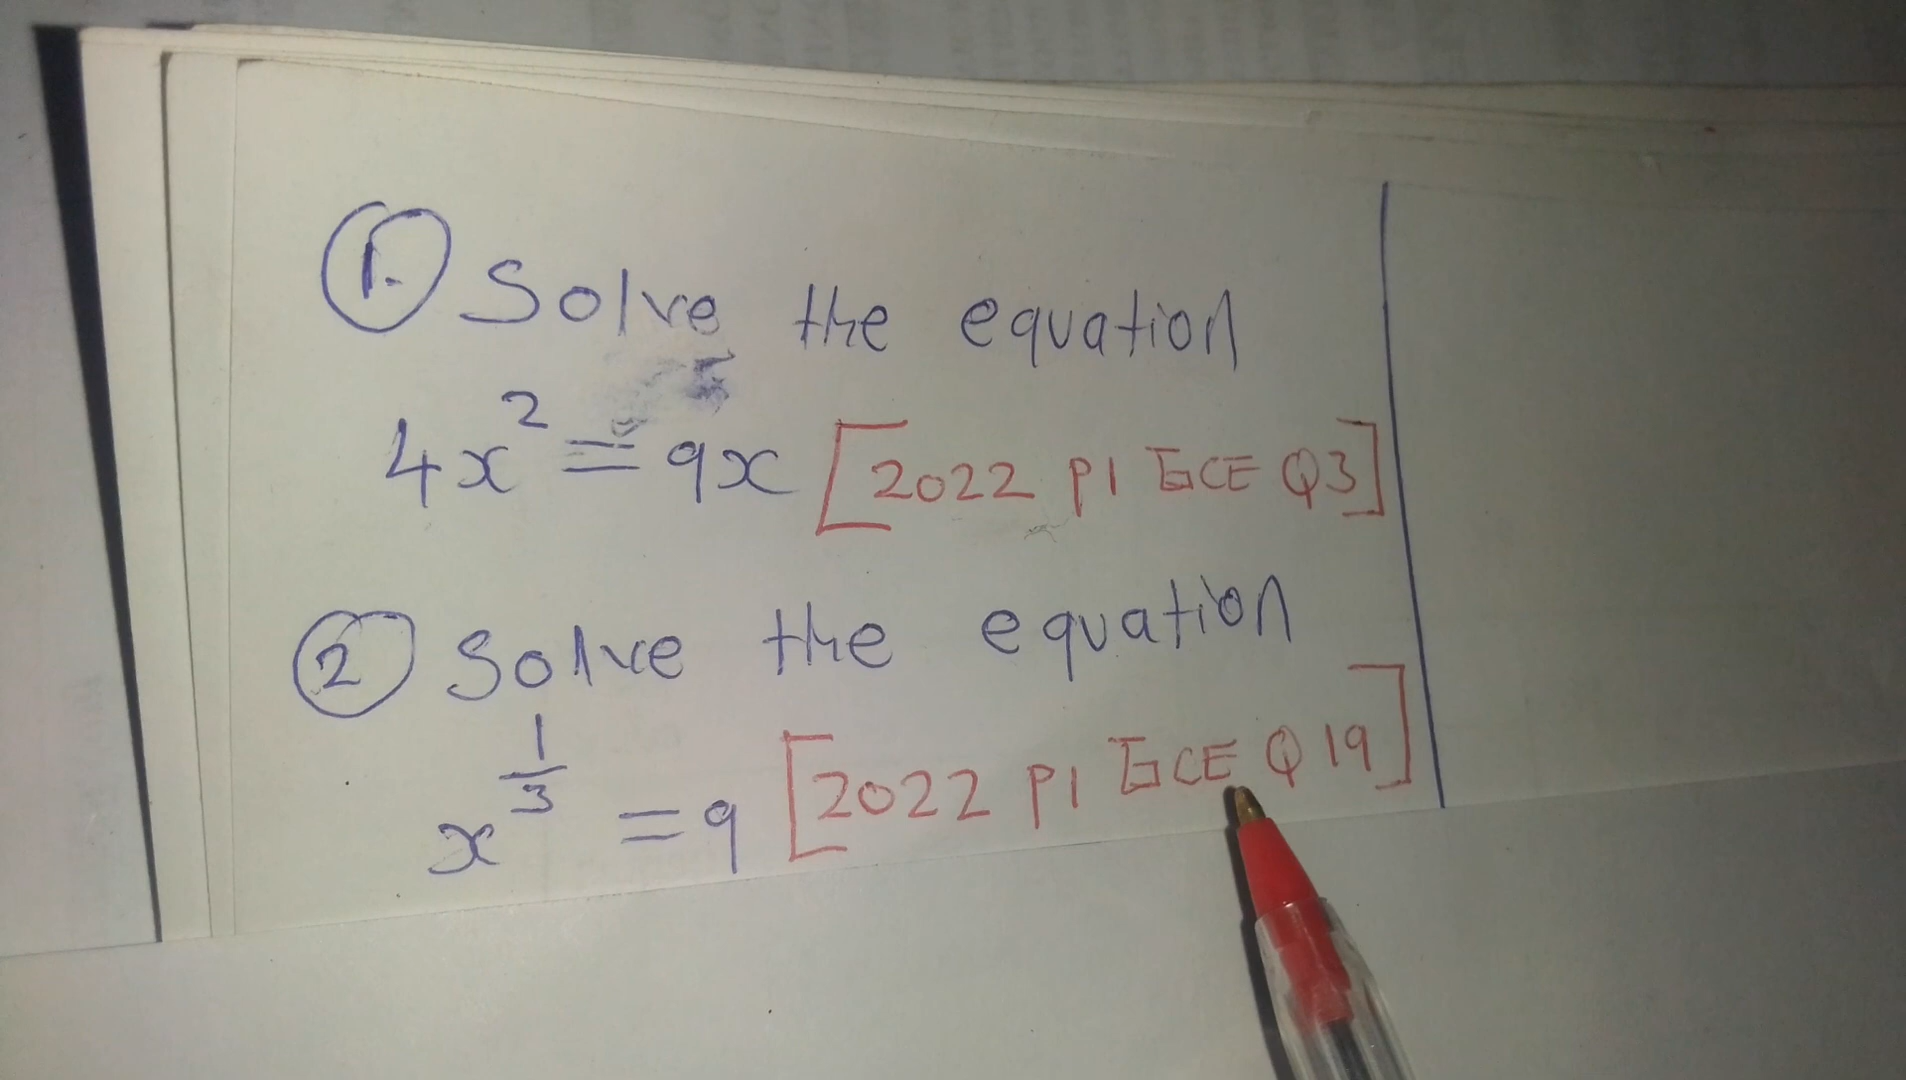 1. Solve the equation
4x² = 9x [2022 P1 GCE Q3]
2 Solve the equation
x^(1/3) = 9 [2022 P1 GCE Q19]